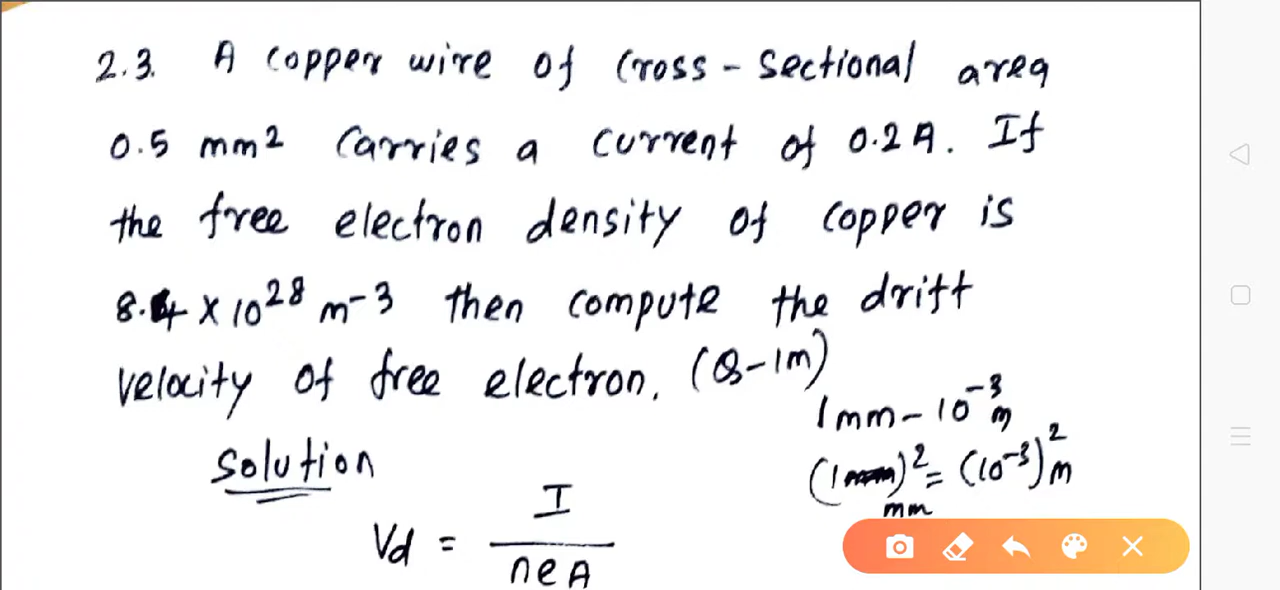 2.3. A copper wire of cross-sectional area
0.5 mm2 carries a current of 0.2A. If
the free electron density of copper is
8.4 × 10^28 m^-3 then compute the drift
velocity of free electron. (Q-1m)
1mm - 10^-3 m
(1 mm)^2 = (10^-3)^2 m
Solution
Vd = I / neA